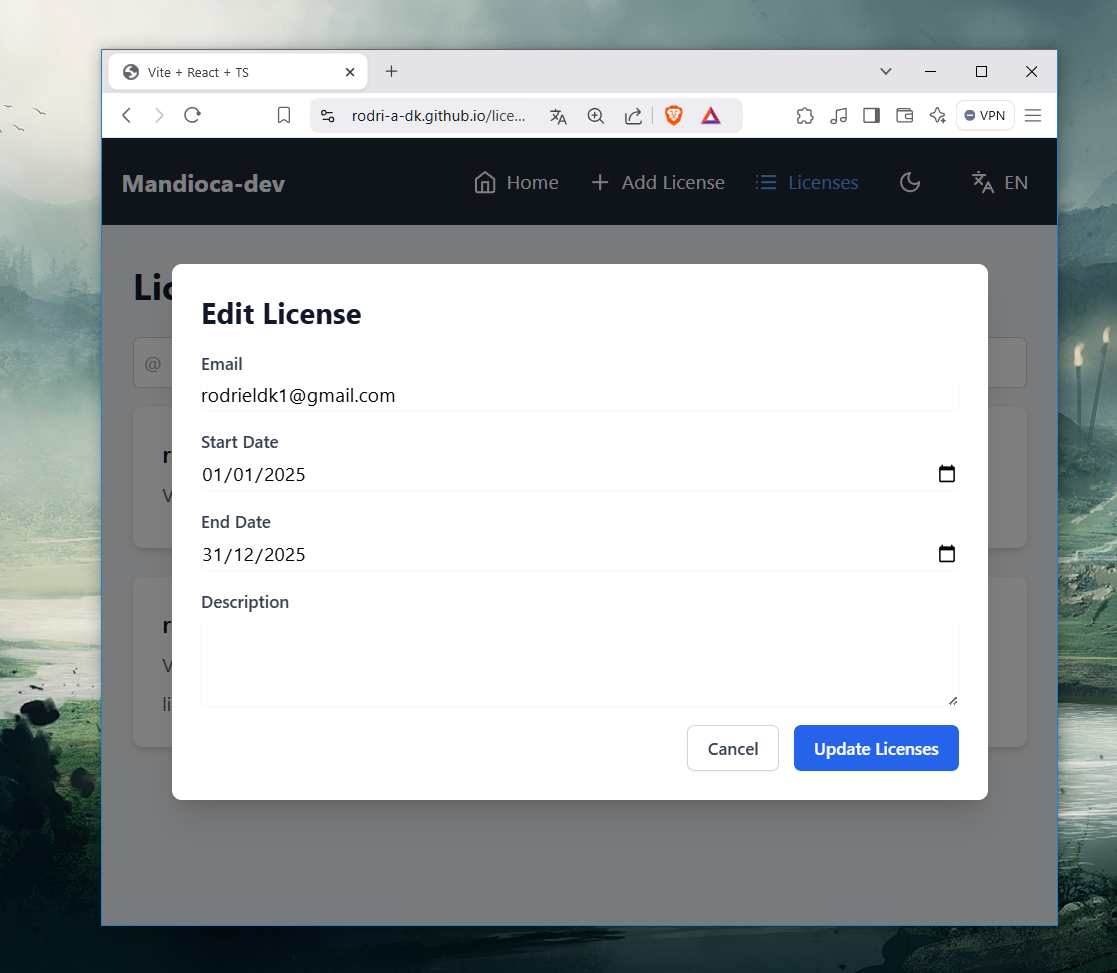 Vite + React + TS
rodri-a-dk.github.io/lice...
VPN
Mandioca-dev
Home
Add License
Licenses
EN
Lic
@
Edit License
Email
rodrieldk1@gmail.com
Start Date
01/01/2025
End Date
31/12/2025
Description
r
V
r
V
li
Cancel
Update Licenses